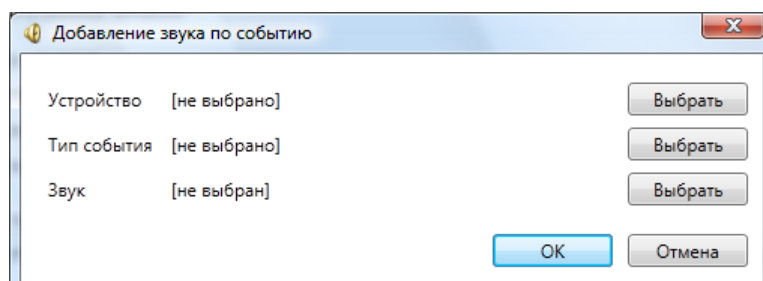 Добавление звука по событию
Устройство [не выбрано] Выбрать
Тип события [не выбрано] Выбрать
Звук [не выбран] Выбрать
OK Отмена